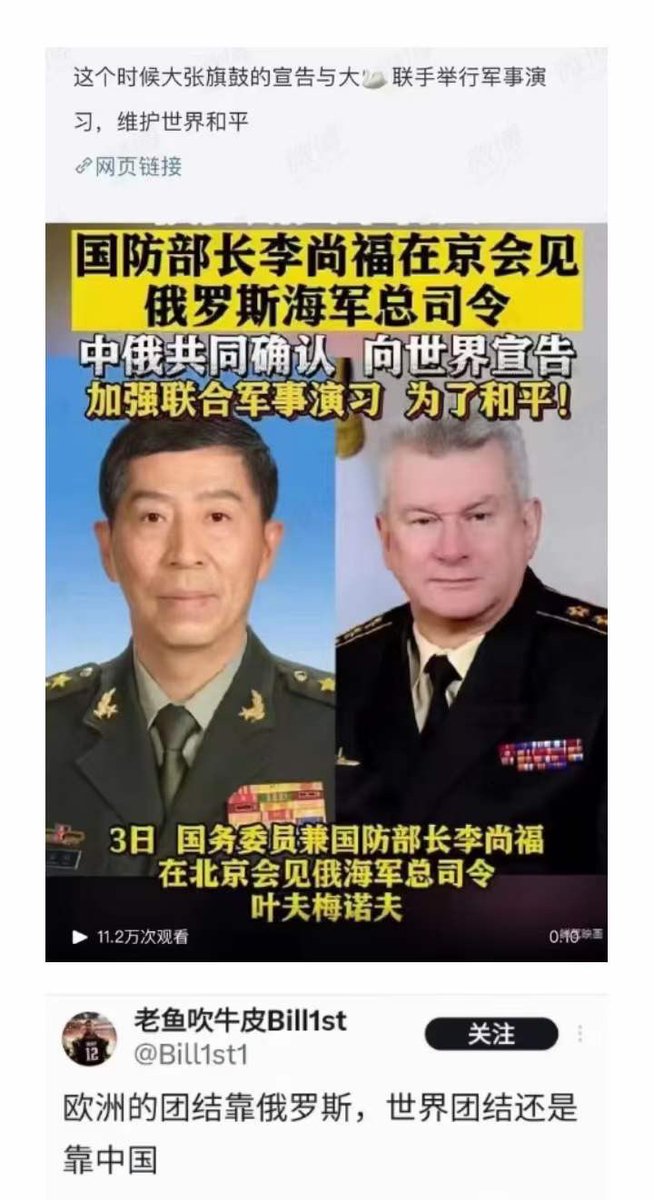 这个时候大张旗鼓的宣告与大🦢联手举行军事演
习，维护世界和平
网页链接
国防部长李尚福在京会见
俄罗斯海军总司令
中俄共同确认 向世界宣告
加强联合军事演习 为了和平！
3日 国务委员兼国防部长李尚福
在北京会见俄海军总司令
叶夫梅诺夫
11.2万次观看
0:10
老鱼吹牛皮Bill1st
@Bill1st1
关注
12
欧洲的团结靠俄罗斯，世界团结还是
靠中国